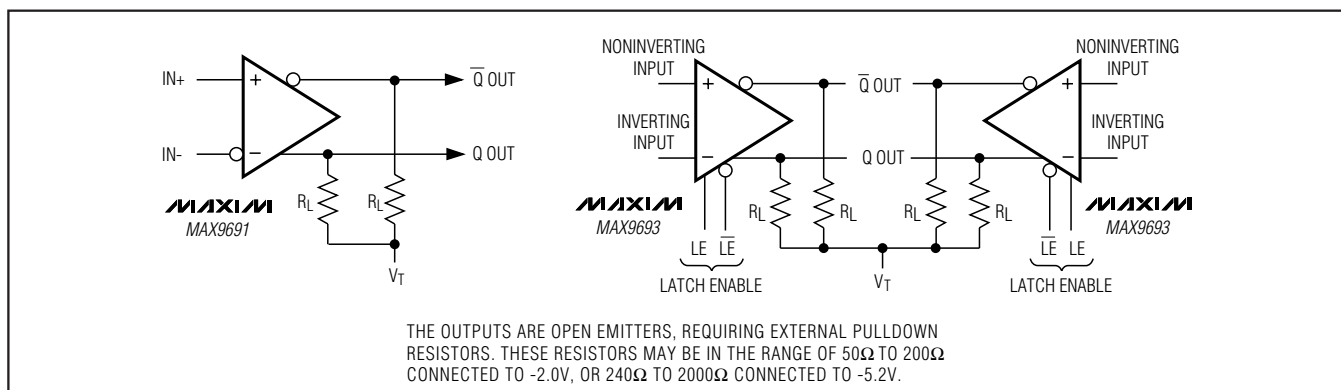 IN+
+
Q̅ OUT
IN-
−
Q OUT
RL
RL
MAXIM
MAX9691
VT
NONINVERTING
INPUT
+
Q̅ OUT
NONINVERTING
INPUT
+
INVERTING
INPUT
−
Q OUT
INVERTING
INPUT
−
MAXIM
MAX9693
RL
RL
RL
RL
MAXIM
MAX9693
LE L̅E̅
LATCH ENABLE
VT
L̅E̅ LE
LATCH ENABLE
THE OUTPUTS ARE OPEN EMITTERS, REQUIRING EXTERNAL PULLDOWN
RESISTORS. THESE RESISTORS MAY BE IN THE RANGE OF 50Ω TO 200Ω
CONNECTED TO -2.0V, OR 240Ω TO 2000Ω CONNECTED TO -5.2V.